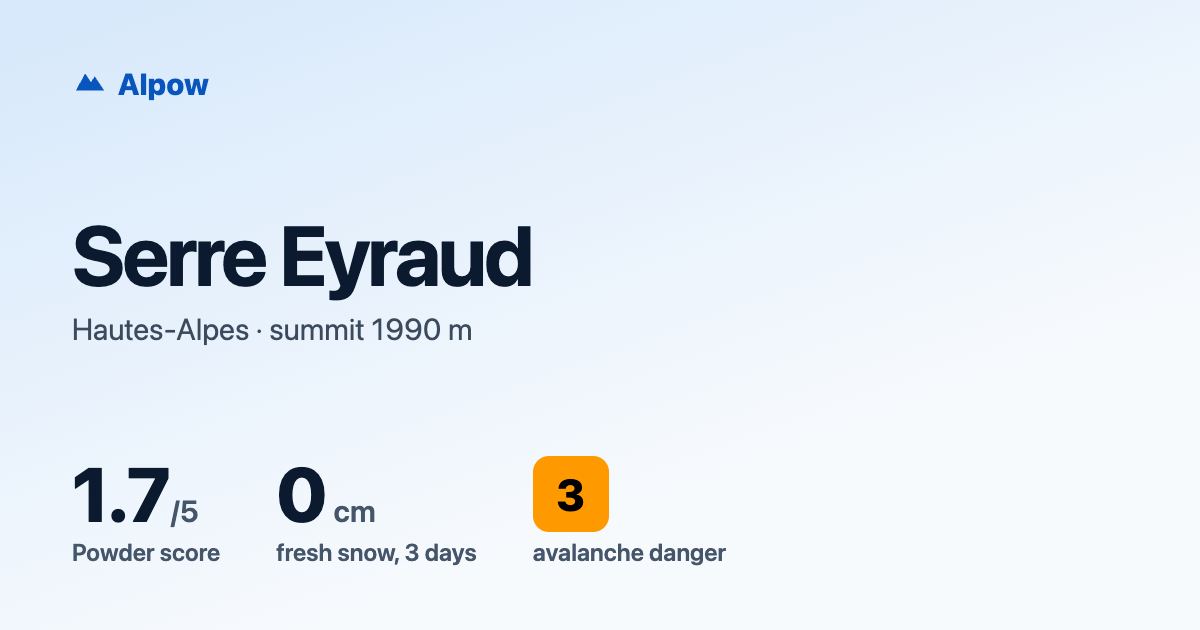 Alpow
Serre Eyraud
Hautes-Alpes · summit 1990 m
1.7/5
Powder score
0 cm
fresh snow, 3 days
3
avalanche danger